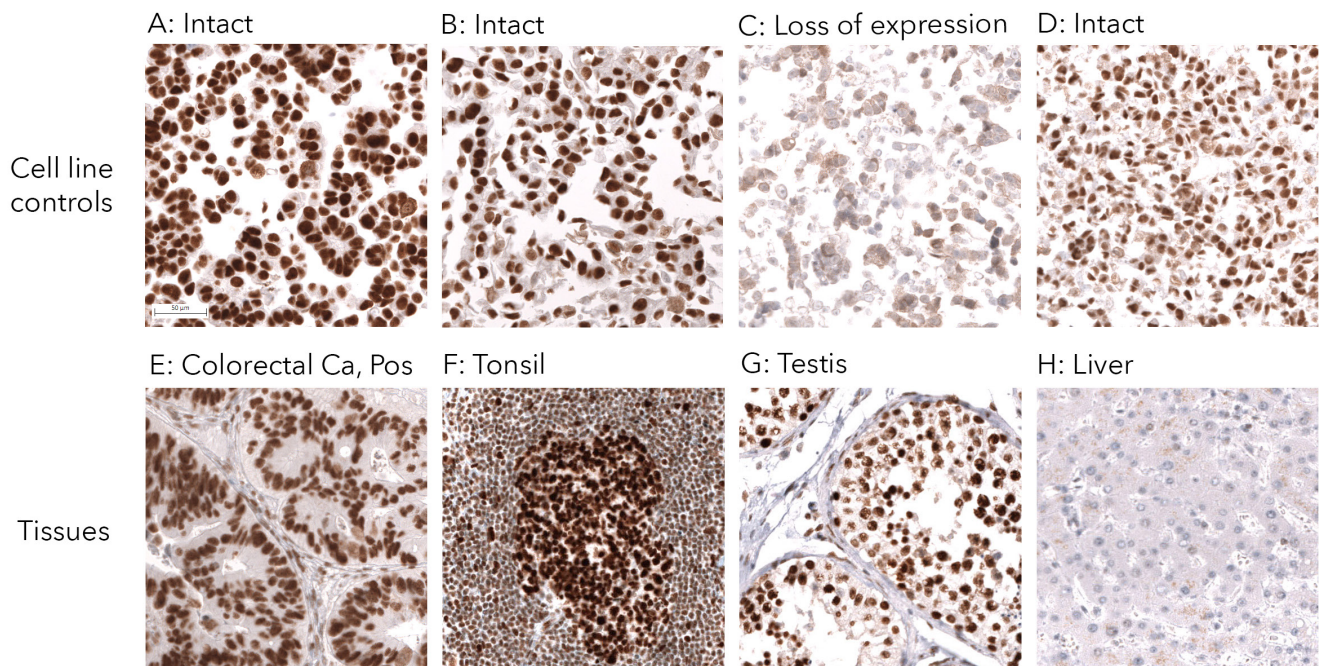 A: Intact
B: Intact
C: Loss of expression
D: Intact
Cell line
controls
50 µm
E: Colorectal Ca, Pos
F: Tonsil
G: Testis
H: Liver
Tissues